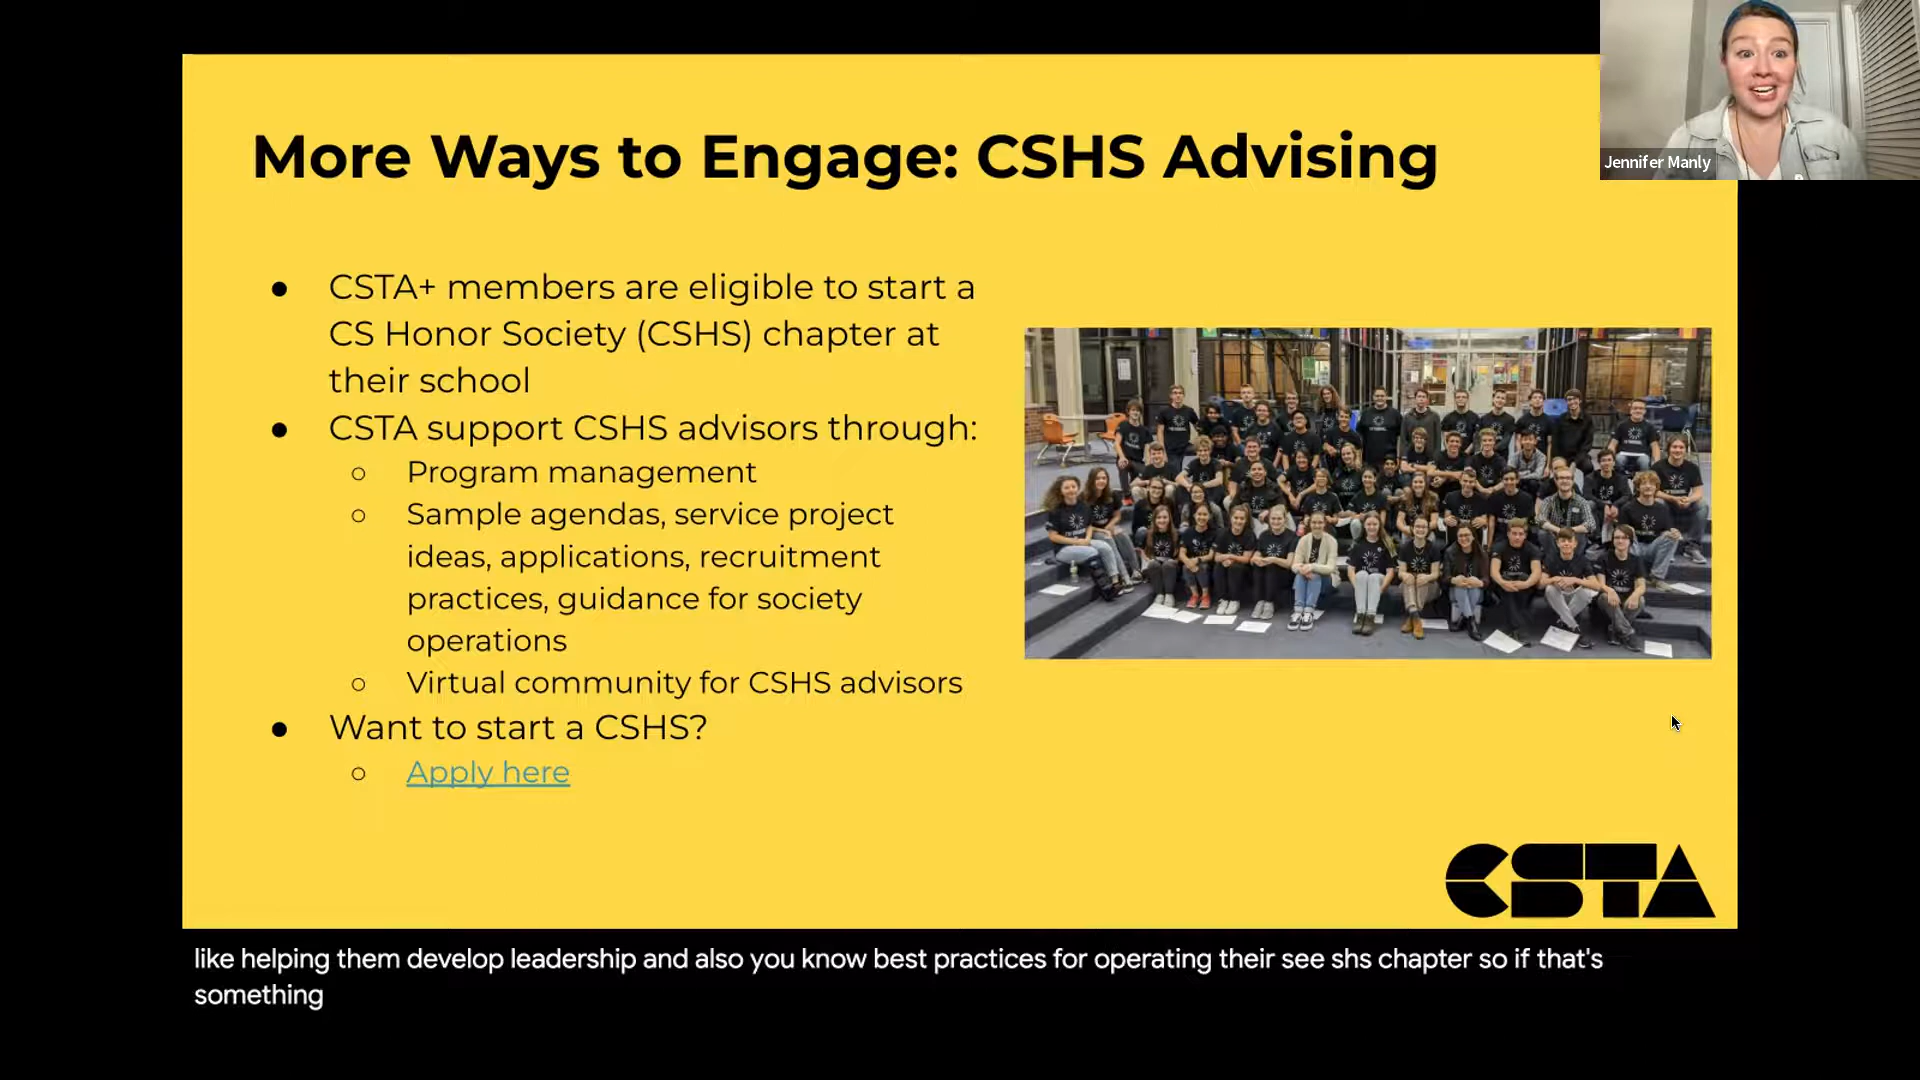 More Ways to Engage: CSHS Advising
Jennifer Manly
● CSTA+ members are eligible to start a
CS Honor Society (CSHS) chapter at
their school
● CSTA support CSHS advisors through:
○ Program management
○ Sample agendas, service project
ideas, applications, recruitment
practices, guidance for society
operations
○ Virtual community for CSHS advisors
● Want to start a CSHS?
○ Apply here
CSTA
like helping them develop leadership and also you know best practices for operating their see shs chapter so if that's
something